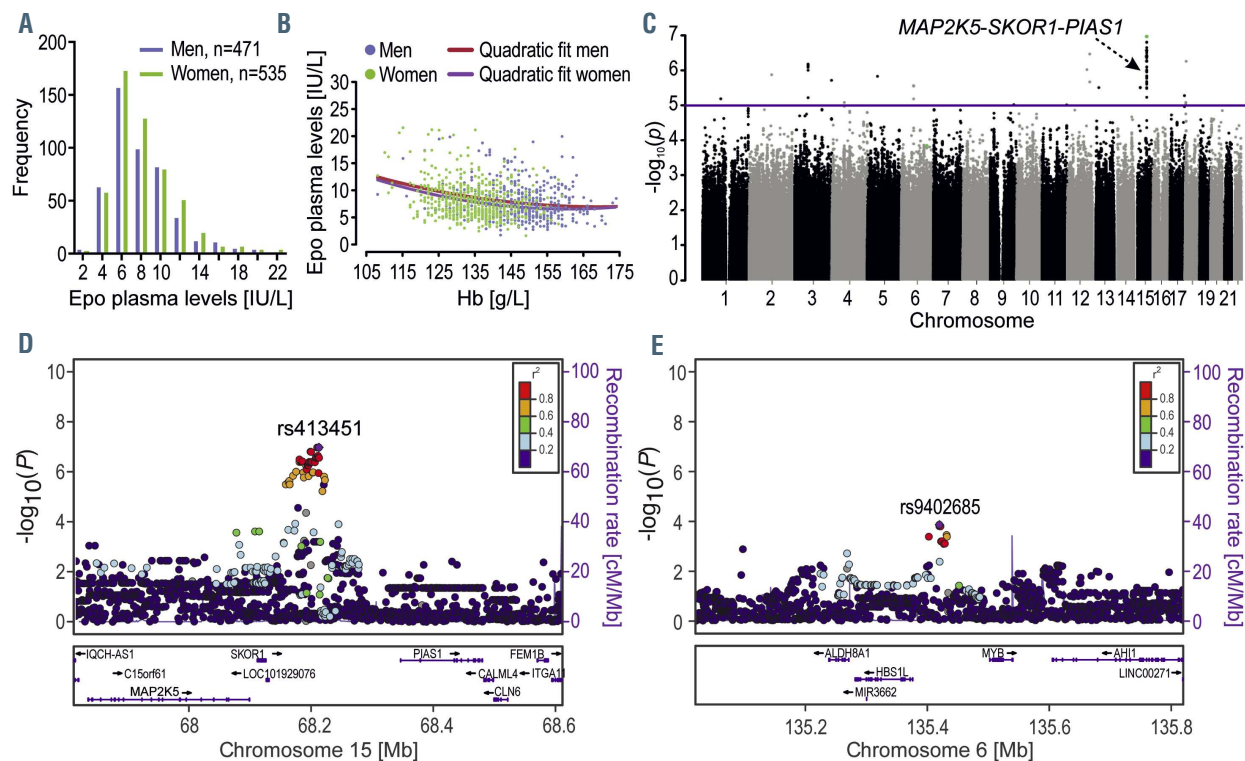 A
200
150
100
50
0
Frequency
Men, n=471
Women, n=535
2 4 6 8 10 12 14 18 22
Epo plasma levels [IU/L]
B
Men
Women
Quadratic fit men
Quadratic fit women
30
25
20
15
10
5
0
Epo plasma levels [IU/L]
105 115 125 135 145 155 165 175
Hb [g/L]
C
MAP2K5-SKOR1-PIAS1
7
6
5
4
3
2
1
0
-log10(p)
1 2 3 4 5 6 7 8 9 10 11 12 13 14 15 16 17 19 21
Chromosome
D
10
8
6
4
2
0
-log10(P)
rs413451
r2
0.8
0.6
0.4
0.2
100
80
60
40
20
0
Recombination rate [cM/Mb]
IQCH-AS1 SKOR1 PIAS1 FEM1B
C15orf61 LOC101929076 CALML4 ITGA11
MAP2K5 CLN6
68 68.2 68.4 68.6
Chromosome 15 [Mb]
E
10
8
6
4
2
0
-log10(P)
rs9402685
r2
0.8
0.6
0.4
0.2
100
80
60
40
20
0
Recombination rate [cM/Mb]
ALDH8A1 MYB AHI1
HBS1L LINC00271
MIR3662
135.2 135.4 135.6 135.8
Chromosome 6 [Mb]